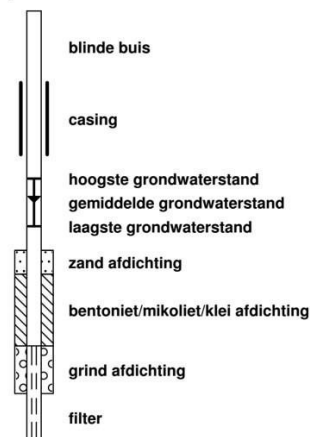 blinde buis
casing
hoogste grondwaterstand
gemiddelde grondwaterstand
laagste grondwaterstand
zand afdichting
bentoniet/mikoliet/klei afdichting
grind afdichting
filter